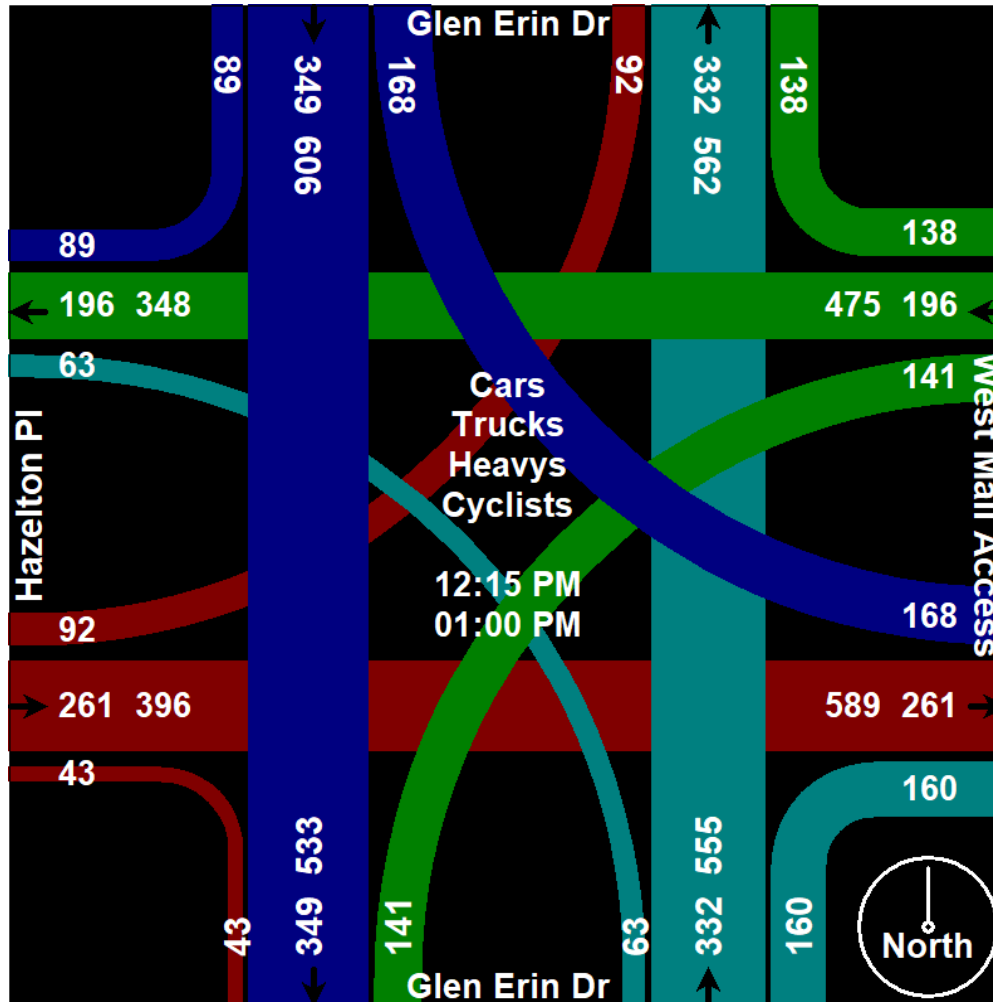 Glen Erin Dr
89
349 606
168
92
332 562
138
89
138
196 348
475 196
63
141
Cars
Trucks
Heavys
Cyclists
Hazelton Pl
West Mall Access
12:15 PM
01:00 PM
92
168
261 396
589 261
43
160
43
349 533
141
63
332 555
160
North
Glen Erin Dr